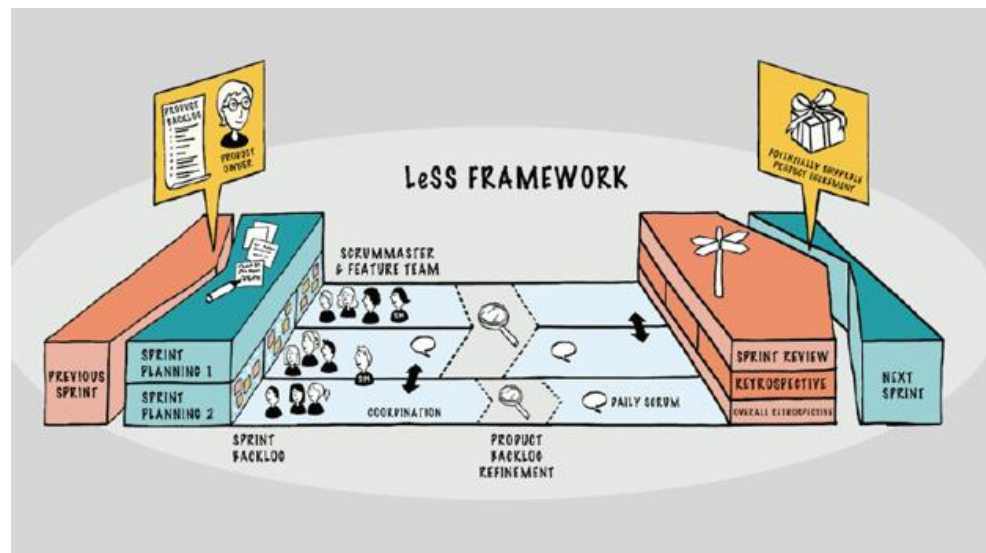 PRODUCT
BACKLOG
PRODUCT
OWNER
POTENTIALLY SHIPPABLE
PRODUCT INCREMENT
LeSS FRAMEWORK
SCRUMMASTER
& FEATURE TEAM
SM
SM
PREVIOUS
SPRINT
SPRINT
PLANNING 1
SPRINT
PLANNING 2
COORDINATION
DAILY SCRUM
SPRINT REVIEW
RETROSPECTIVE
OVERALL RETROSPECTIVE
NEXT
SPRINT
SPRINT
BACKLOG
PRODUCT
BACKLOG
REFINEMENT